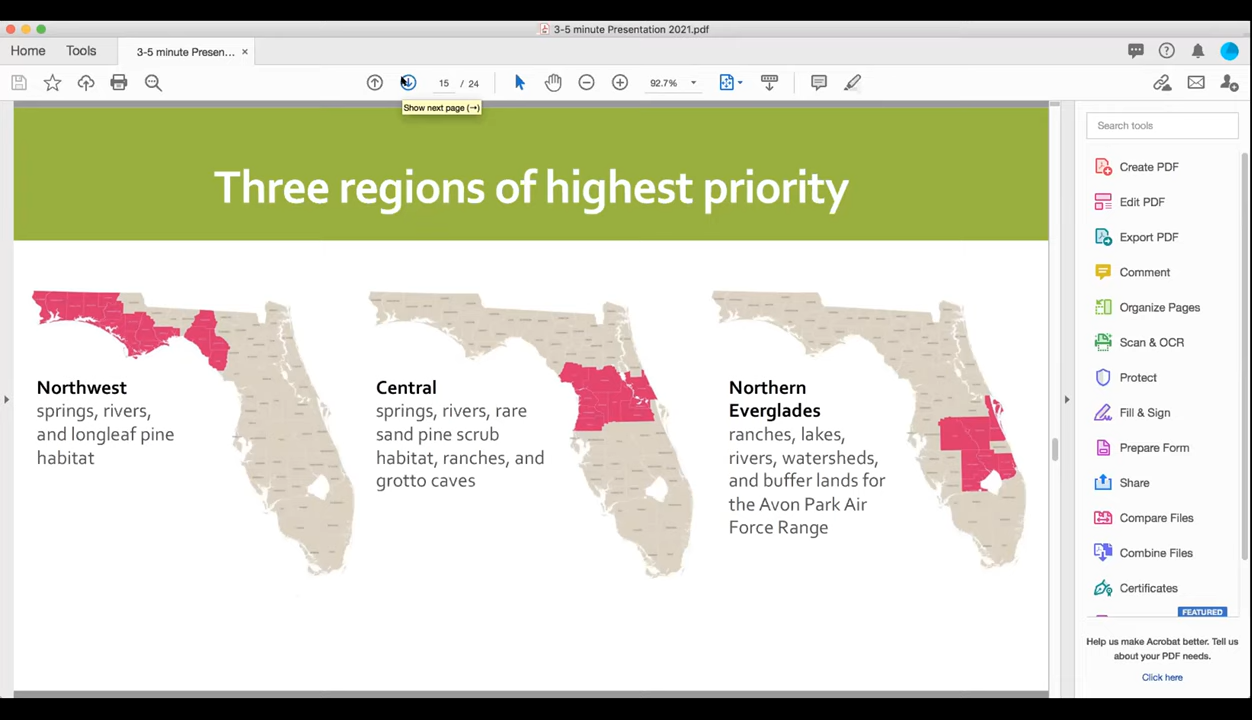 3-5 minute Presentation 2021.pdf
Home
Tools
3-5 minute Presen... ×
15 / 24
92.7%
Show next page (→)
Search tools
Three regions of highest priority
Northwest
springs, rivers,
and longleaf pine
habitat
Central
springs, rivers, rare
sand pine scrub
habitat, ranches, and
grotto caves
Northern
Everglades
ranches, lakes,
rivers, watersheds,
and buffer lands for
the Avon Park Air
Force Range
Create PDF
Edit PDF
Export PDF
Comment
Organize Pages
Scan & OCR
Protect
Fill & Sign
Prepare Form
Share
Compare Files
Combine Files
Certificates
FEATURED
Help us make Acrobat better. Tell us
about your PDF needs.
Click here